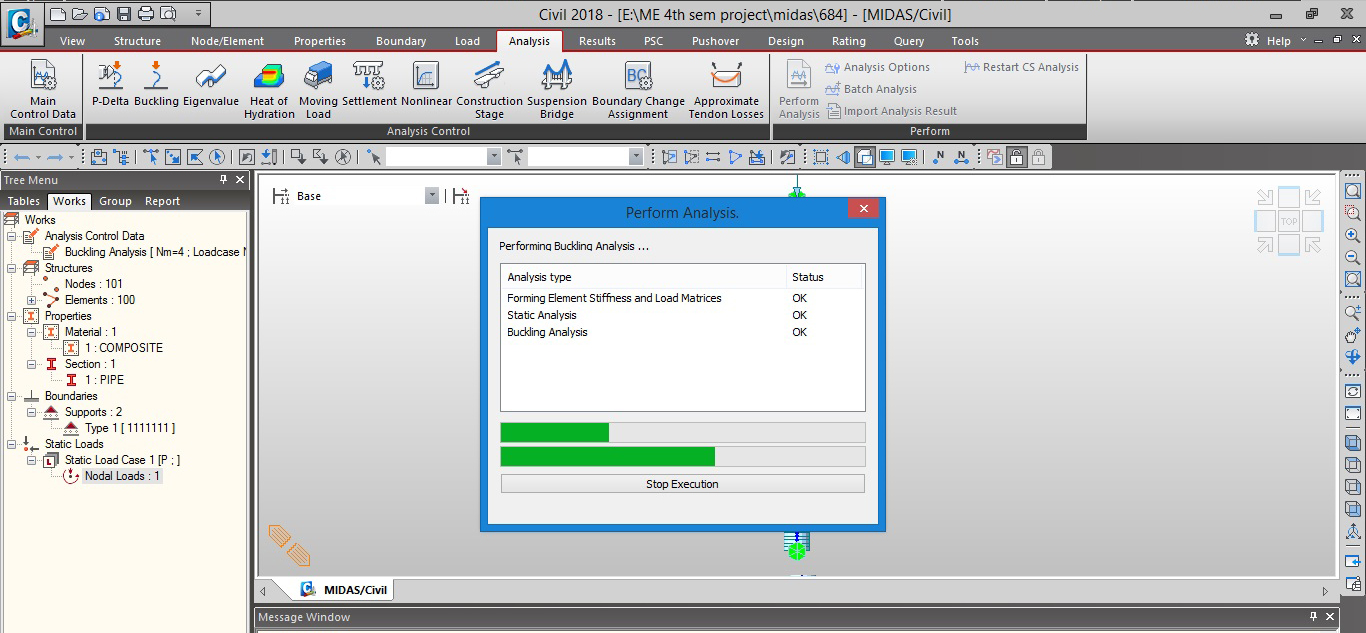 Civil 2018 - [E:\ME 4th sem project\midas\684] - [MIDAS/Civil]
View Structure Node/Element Properties Boundary Load Analysis Results PSC Pushover Design Rating Query Tools Help
Main Control Data
P-Delta Buckling Eigenvalue Heat of Hydration Moving Load Settlement Nonlinear Construction Stage Suspension Bridge Boundary Change Assignment Approximate Tendon Losses
Perform Analysis
Analysis Options
Batch Analysis
Import Analysis Result
Restart CS Analysis
Main Control Analysis Control Perform
Tree Menu
Tables Works Group Report
Works
Analysis Control Data
Buckling Analysis [ Nm=4 ; Loadcase N
Structures
Nodes : 101
Elements : 100
Properties
Material : 1
1 : COMPOSITE
Section : 1
1 : PIPE
Boundaries
Supports : 2
Type 1 [ 1111111 ]
Static Loads
Static Load Case 1 [P ; ]
Nodal Loads : 1
Base
TOP
Perform Analysis.
Performing Buckling Analysis ...
Analysis type Status
Forming Element Stiffness and Load Matrices OK
Static Analysis OK
Buckling Analysis OK
Stop Execution
MIDAS/Civil
Message Window